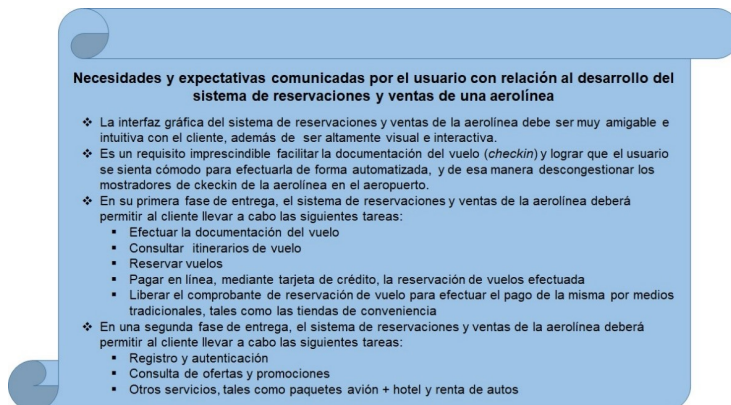 Necesidades y expectativas comunicadas por el usuario con relación al desarrollo del
sistema de reservaciones y ventas de una aerolínea
❖ La interfaz gráfica del sistema de reservaciones y ventas de la aerolínea debe ser muy amigable e
intuitiva con el cliente, además de ser altamente visual e interactiva.
❖ Es un requisito imprescindible facilitar la documentación del vuelo (checkin) y lograr que el usuario
se sienta cómodo para efectuarla de forma automatizada, y de esa manera descongestionar los
mostradores de ckeckin de la aerolínea en el aeropuerto.
❖ En su primera fase de entrega, el sistema de reservaciones y ventas de la aerolínea deberá
permitir al cliente llevar a cabo las siguientes tareas:
▪ Efectuar la documentación del vuelo
▪ Consultar itinerarios de vuelo
▪ Reservar vuelos
▪ Pagar en línea, mediante tarjeta de crédito, la reservación de vuelos efectuada
▪ Liberar el comprobante de reservación de vuelo para efectuar el pago de la misma por medios
tradicionales, tales como las tiendas de conveniencia
❖ En una segunda fase de entrega, el sistema de reservaciones y ventas de la aerolínea deberá
permitir al cliente llevar a cabo las siguientes tareas:
▪ Registro y autenticación
▪ Consulta de ofertas y promociones
▪ Otros servicios, tales como paquetes avión + hotel y renta de autos